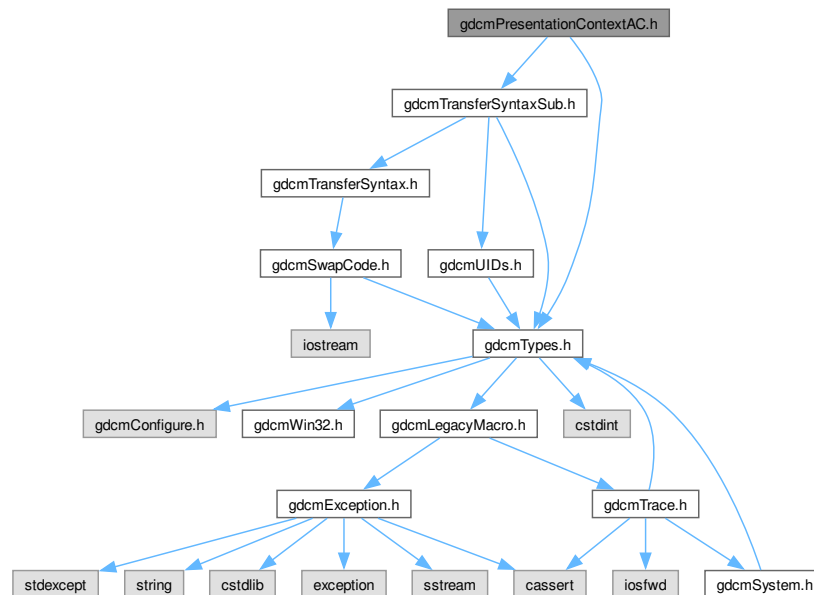 gdcmPresentationContextAC.h
gdcmTransferSyntaxSub.h
gdcmTransferSyntax.h
gdcmSwapCode.h
gdcmUIDs.h
iostream
gdcmTypes.h
gdcmConfigure.h
gdcmWin32.h
gdcmLegacyMacro.h
cstdint
gdcmException.h
gdcmTrace.h
stdexcept
string
cstdlib
exception
sstream
cassert
iosfwd
gdcmSystem.h